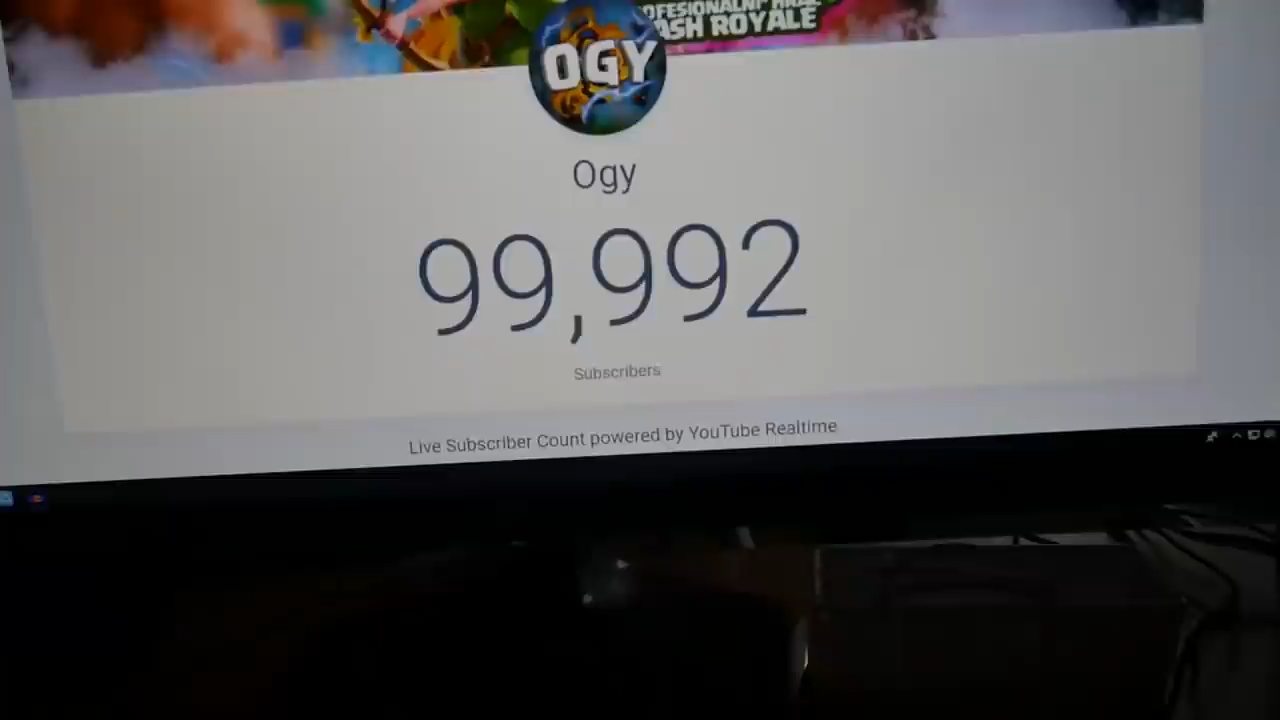 ASH ROYALE
OGY
Ogy
99,992
Subscribers
Live Subscriber Count powered by YouTube Realtime